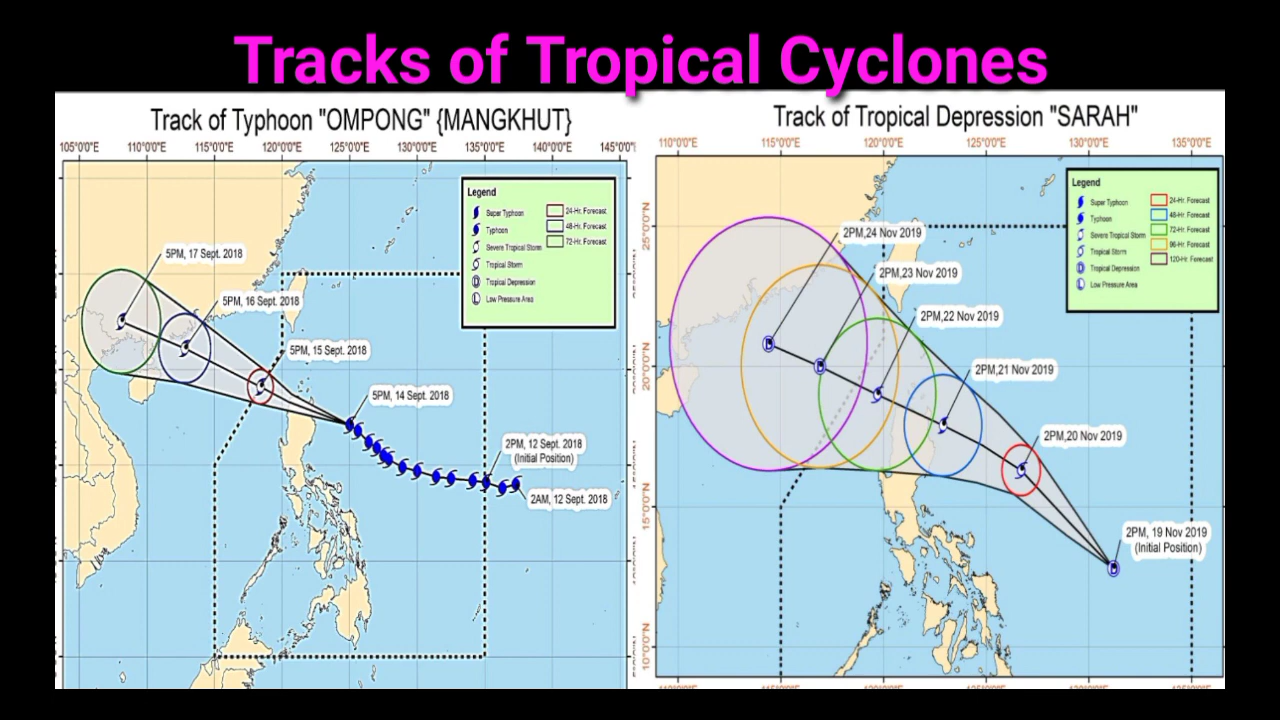 Tracks of Tropical Cyclones
Track of Typhoon "OMPONG" {MANGKHUT}
105°0'0"E 110°0'0"E 115°0'0"E 120°0'0"E 125°0'0"E 130°0'0"E 135°0'0"E 140°0'0"E 145°0'0"E
Legend
Super Typhoon
Typhoon
Severe Tropical Storm
Tropical Storm
Tropical Depression
Low Pressure Area
24-Hr. Forecast
48-Hr. Forecast
72-Hr. Forecast
5PM, 17 Sept. 2018
5PM, 16 Sept. 2018
5PM, 15 Sept. 2018
5PM, 14 Sept. 2018
2PM, 12 Sept. 2018
(Initial Position)
2AM, 12 Sept. 2018
Track of Tropical Depression "SARAH"
110°0'0"E 115°0'0"E 120°0'0"E 125°0'0"E 130°0'0"E 135°0'0"E
Legend
Super Typhoon
Typhoon
Severe Tropical Storm
Tropical Storm
Tropical Depression
Low Pressure Area
24-Hr. Forecast
48-Hr. Forecast
72-Hr. Forecast
96-Hr. Forecast
120-Hr. Forecast
25°0'0"N
20°0'0"N
15°0'0"N
10°0'0"N
2PM,24 Nov 2019
2PM,23 Nov 2019
2PM,22 Nov 2019
2PM,21 Nov 2019
2PM,20 Nov 2019
2PM, 19 Nov 2019
(Initial Position)